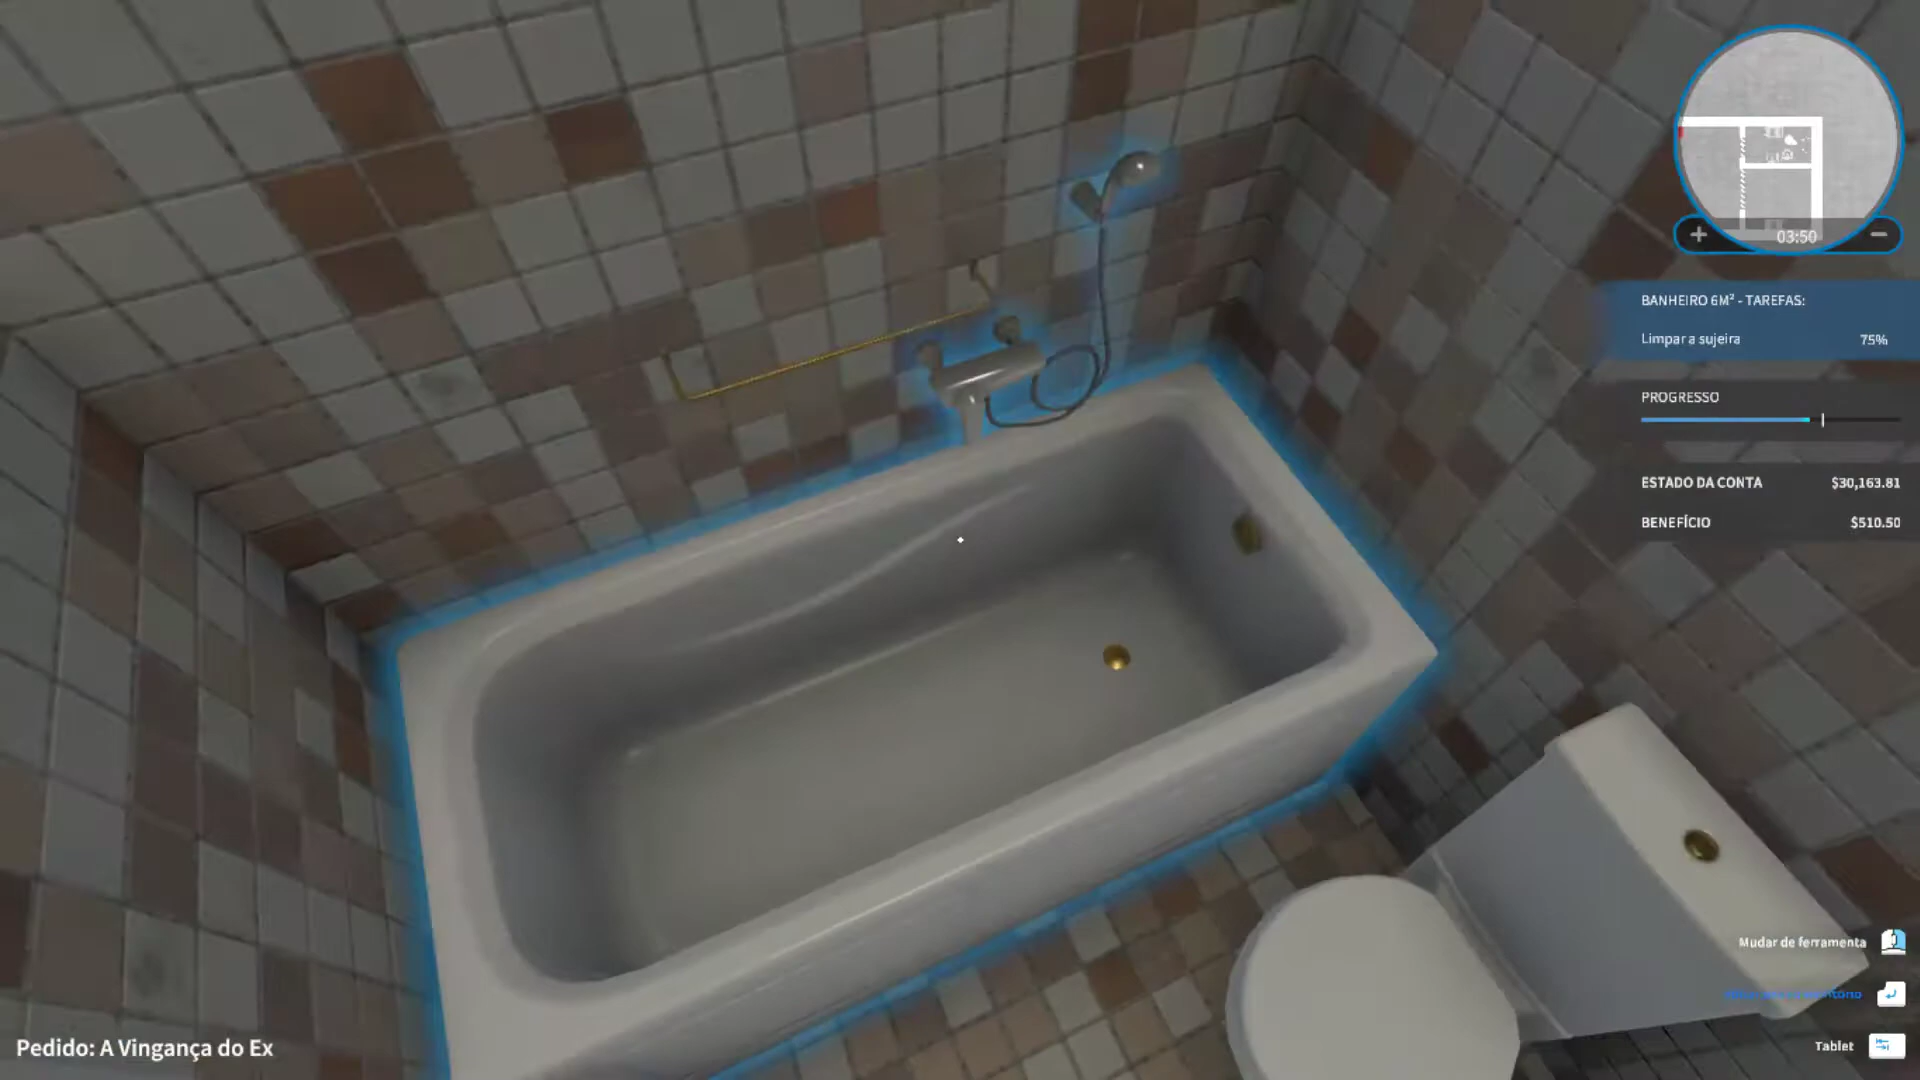 03:50
BANHEIRO 6M² - TAREFAS:
Limpar a sujeira 75%
PROGRESSO
ESTADO DA CONTA $30,163.81
BENEFÍCIO $510.50
Mudar de ferramenta
Tablet
Pedido: A Vingança do Ex